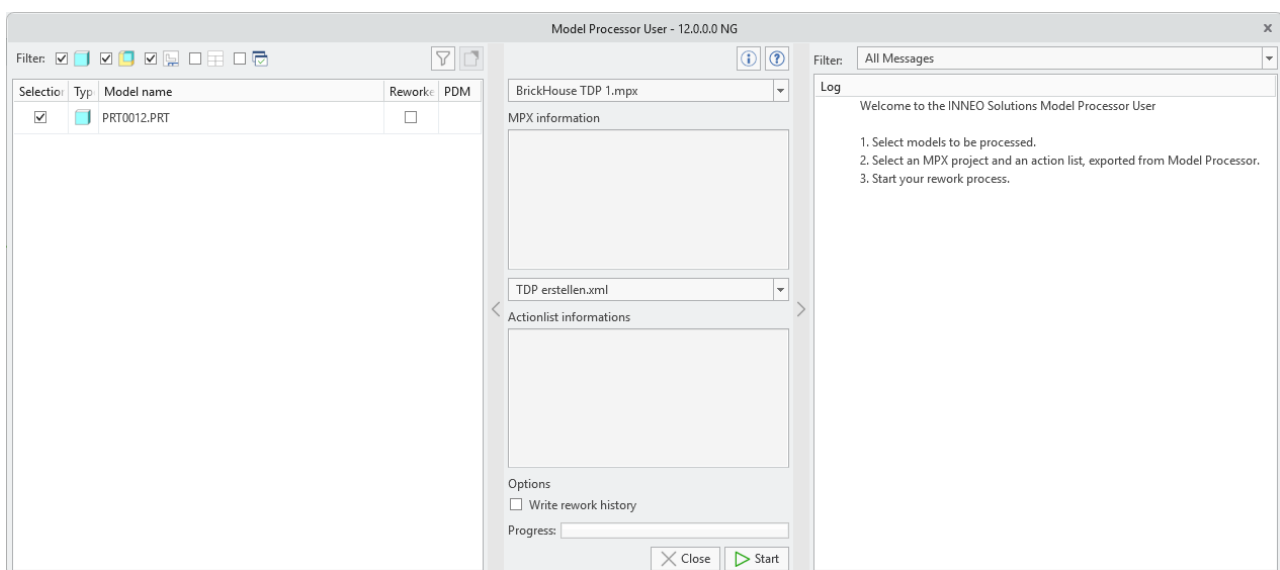 Model Processor User - 12.0.0.0 NG
x
Filter:
Selection Typ Model name Reworke PDM
PRT0012.PRT
BrickHouse TDP 1.mpx
MPX information
TDP erstellen.xml
Actionlist informations
Options
Write rework history
Progress:
Close
Start
Filter: All Messages
Log
Welcome to the INNEO Solutions Model Processor User
1. Select models to be processed.
2. Select an MPX project and an action list, exported from Model Processor.
3. Start your rework process.